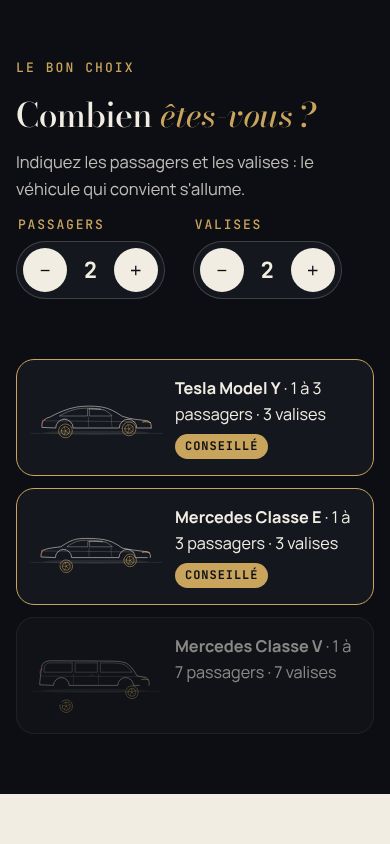 LE BON CHOIX
Combien êtes-vous ?
Indiquez les passagers et les valises : le
véhicule qui convient s'allume.
PASSAGERS
VALISES
− 2 +
− 2 +
Tesla Model Y · 1 à 3
passagers · 3 valises
CONSEILLÉ
Mercedes Classe E · 1 à
3 passagers · 3 valises
CONSEILLÉ
Mercedes Classe V · 1 à
7 passagers · 7 valises